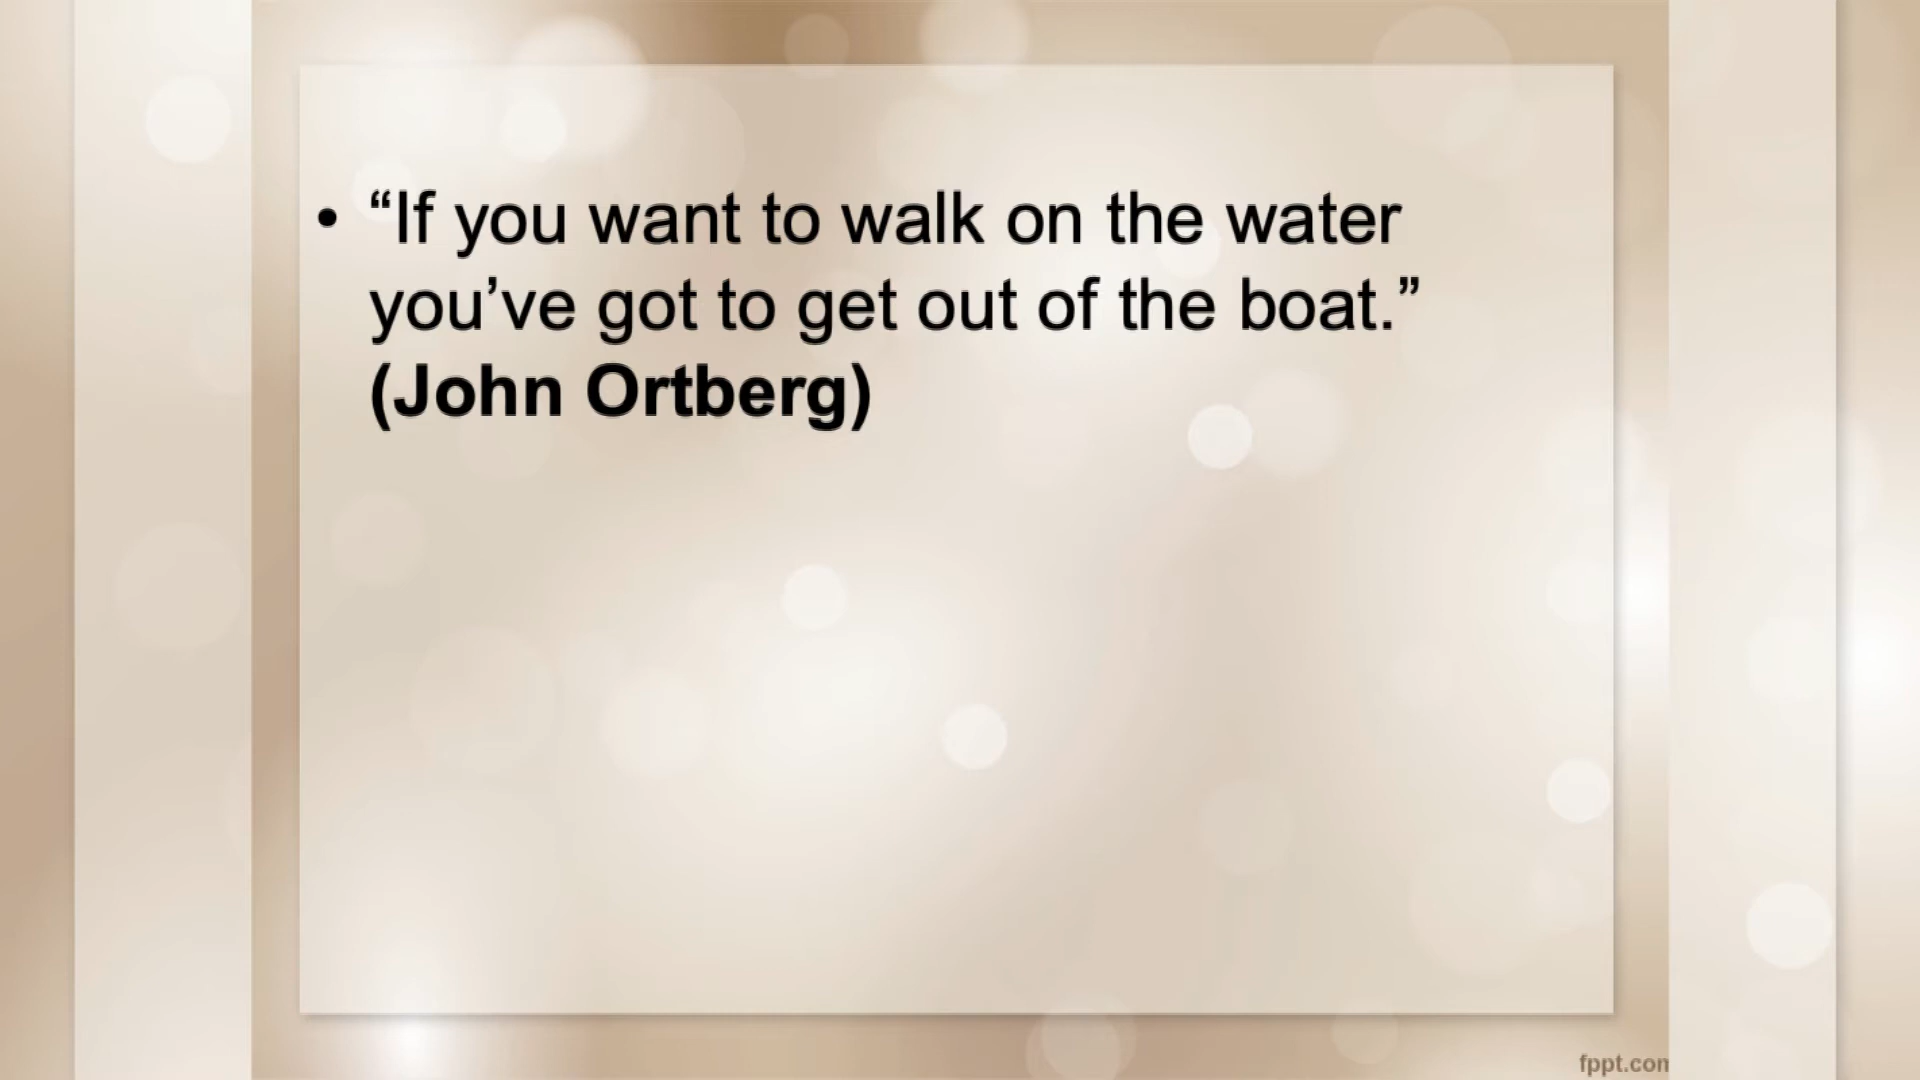 • “If you want to walk on the water
you’ve got to get out of the boat.”
(John Ortberg)
fppt.com